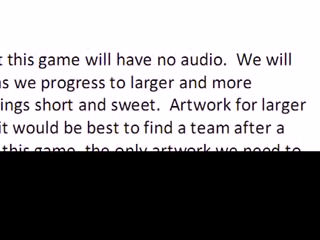 t this game will have no audio. We will
as we progress to larger and more
ings short and sweet. Artwork for larger
it would be best to find a team after a
this game, the only artwork we need to